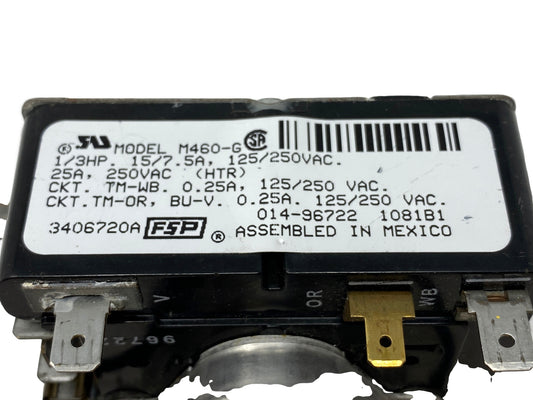 ® MODEL M460-G
1/3HP. 15/7.5A, 125/250VAC.
25A, 250VAC (HTR)
CKT. TM-WB. 0.25A, 125/250 VAC.
CKT.TM-OR, BU-V. 0.25A. 125/250 VAC.
014-96722 1081B1
3406720A FSP ® ASSEMBLED IN MEXICO
V OR WB